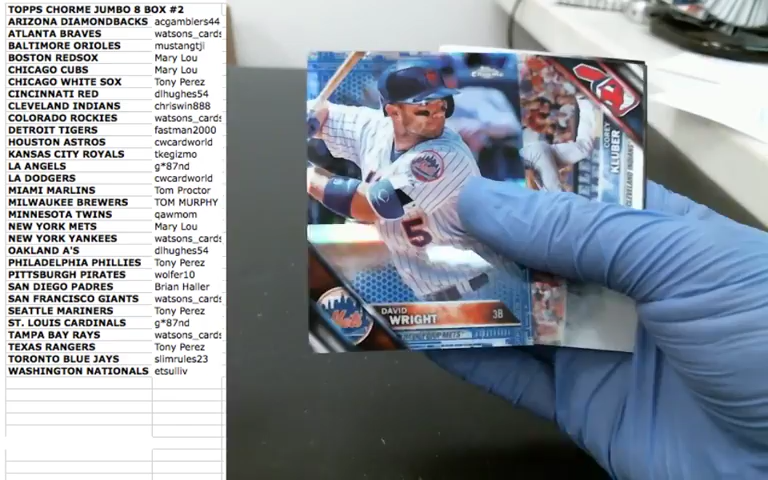 TOPPS CHORME JUMBO 8 BOX #2
ARIZONA DIAMONDBACKS acgamblers44
ATLANTA BRAVES watsons_cards
BALTIMORE ORIOLES mustangtji
BOSTON REDSOX Mary Lou
CHICAGO CUBS Mary Lou
CHICAGO WHITE SOX Tony Perez
CINCINNATI RED dlhughes54
CLEVELAND INDIANS chriswin888
COLORADO ROCKIES watsons_cards
DETROIT TIGERS fastman2000
HOUSTON ASTROS cwcardworld
KANSAS CITY ROYALS tkegizmo
LA ANGELS g*87nd
LA DODGERS cwcardworld
MIAMI MARLINS Tom Proctor
MILWAUKEE BREWERS TOM MURPHY
MINNESOTA TWINS qawmom
NEW YORK METS Mary Lou
NEW YORK YANKEES watsons_cards
OAKLAND A'S dlhughes54
PHILADELPHIA PHILLIES Tony Perez
PITTSBURGH PIRATES wolfer10
SAN DIEGO PADRES Brian Haller
SAN FRANCISCO GIANTS watsons_cards
SEATTLE MARINERS Tony Perez
ST. LOUIS CARDINALS g*87nd
TAMPA BAY RAYS watsons_cards
TEXAS RANGERS Tony Perez
TORONTO BLUE JAYS slimrules23
WASHINGTON NATIONALS etsulliv
Chrome
Mets
5
Mets
DAVID
WRIGHT 3B
NEW YORK METS
COREY
KLUBER
CLEVELAND INDIANS